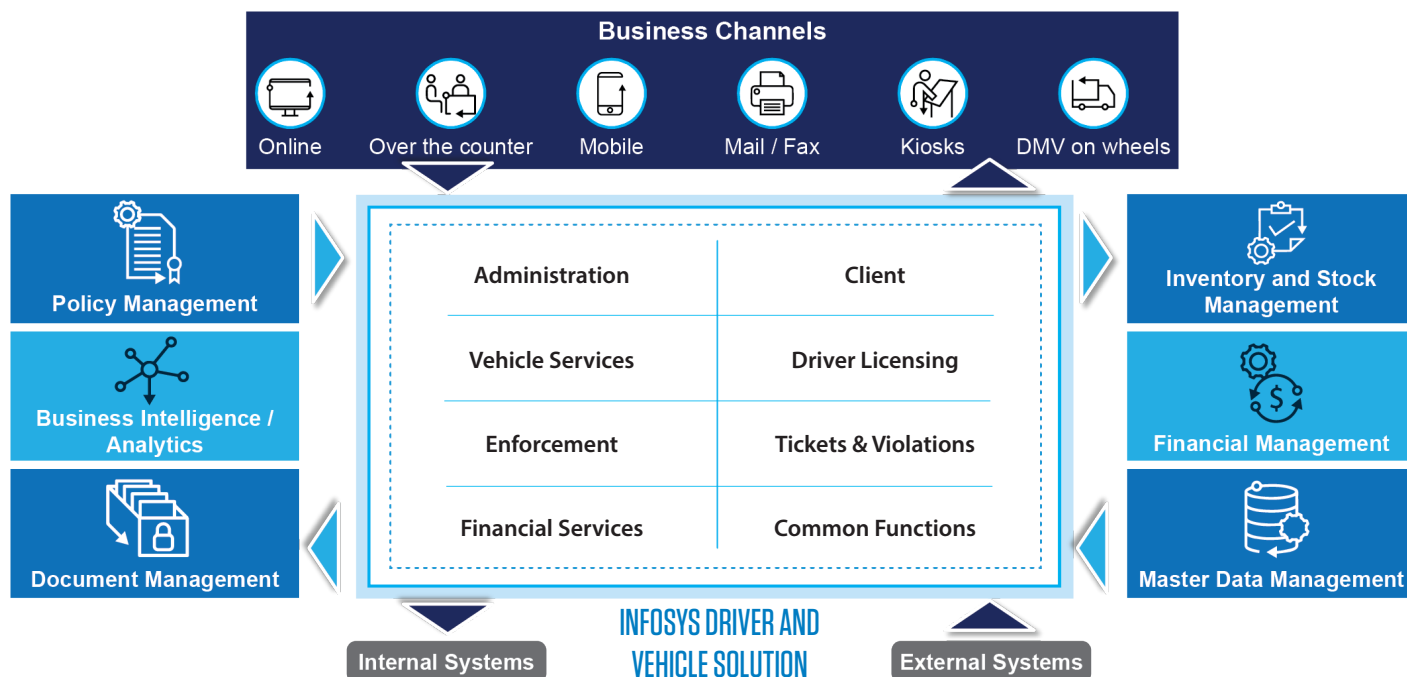 Business Channels
Online
Over the counter
Mobile
Mail / Fax
Kiosks
DMV on wheels
Policy Management
Business Intelligence /
Analytics
Document Management
Administration
Client
Vehicle Services
Driver Licensing
Enforcement
Tickets & Violations
Financial Services
Common Functions
Inventory and Stock
Management
$
Financial Management
Master Data Management
Internal Systems
INFOSYS DRIVER AND
VEHICLE SOLUTION
External Systems